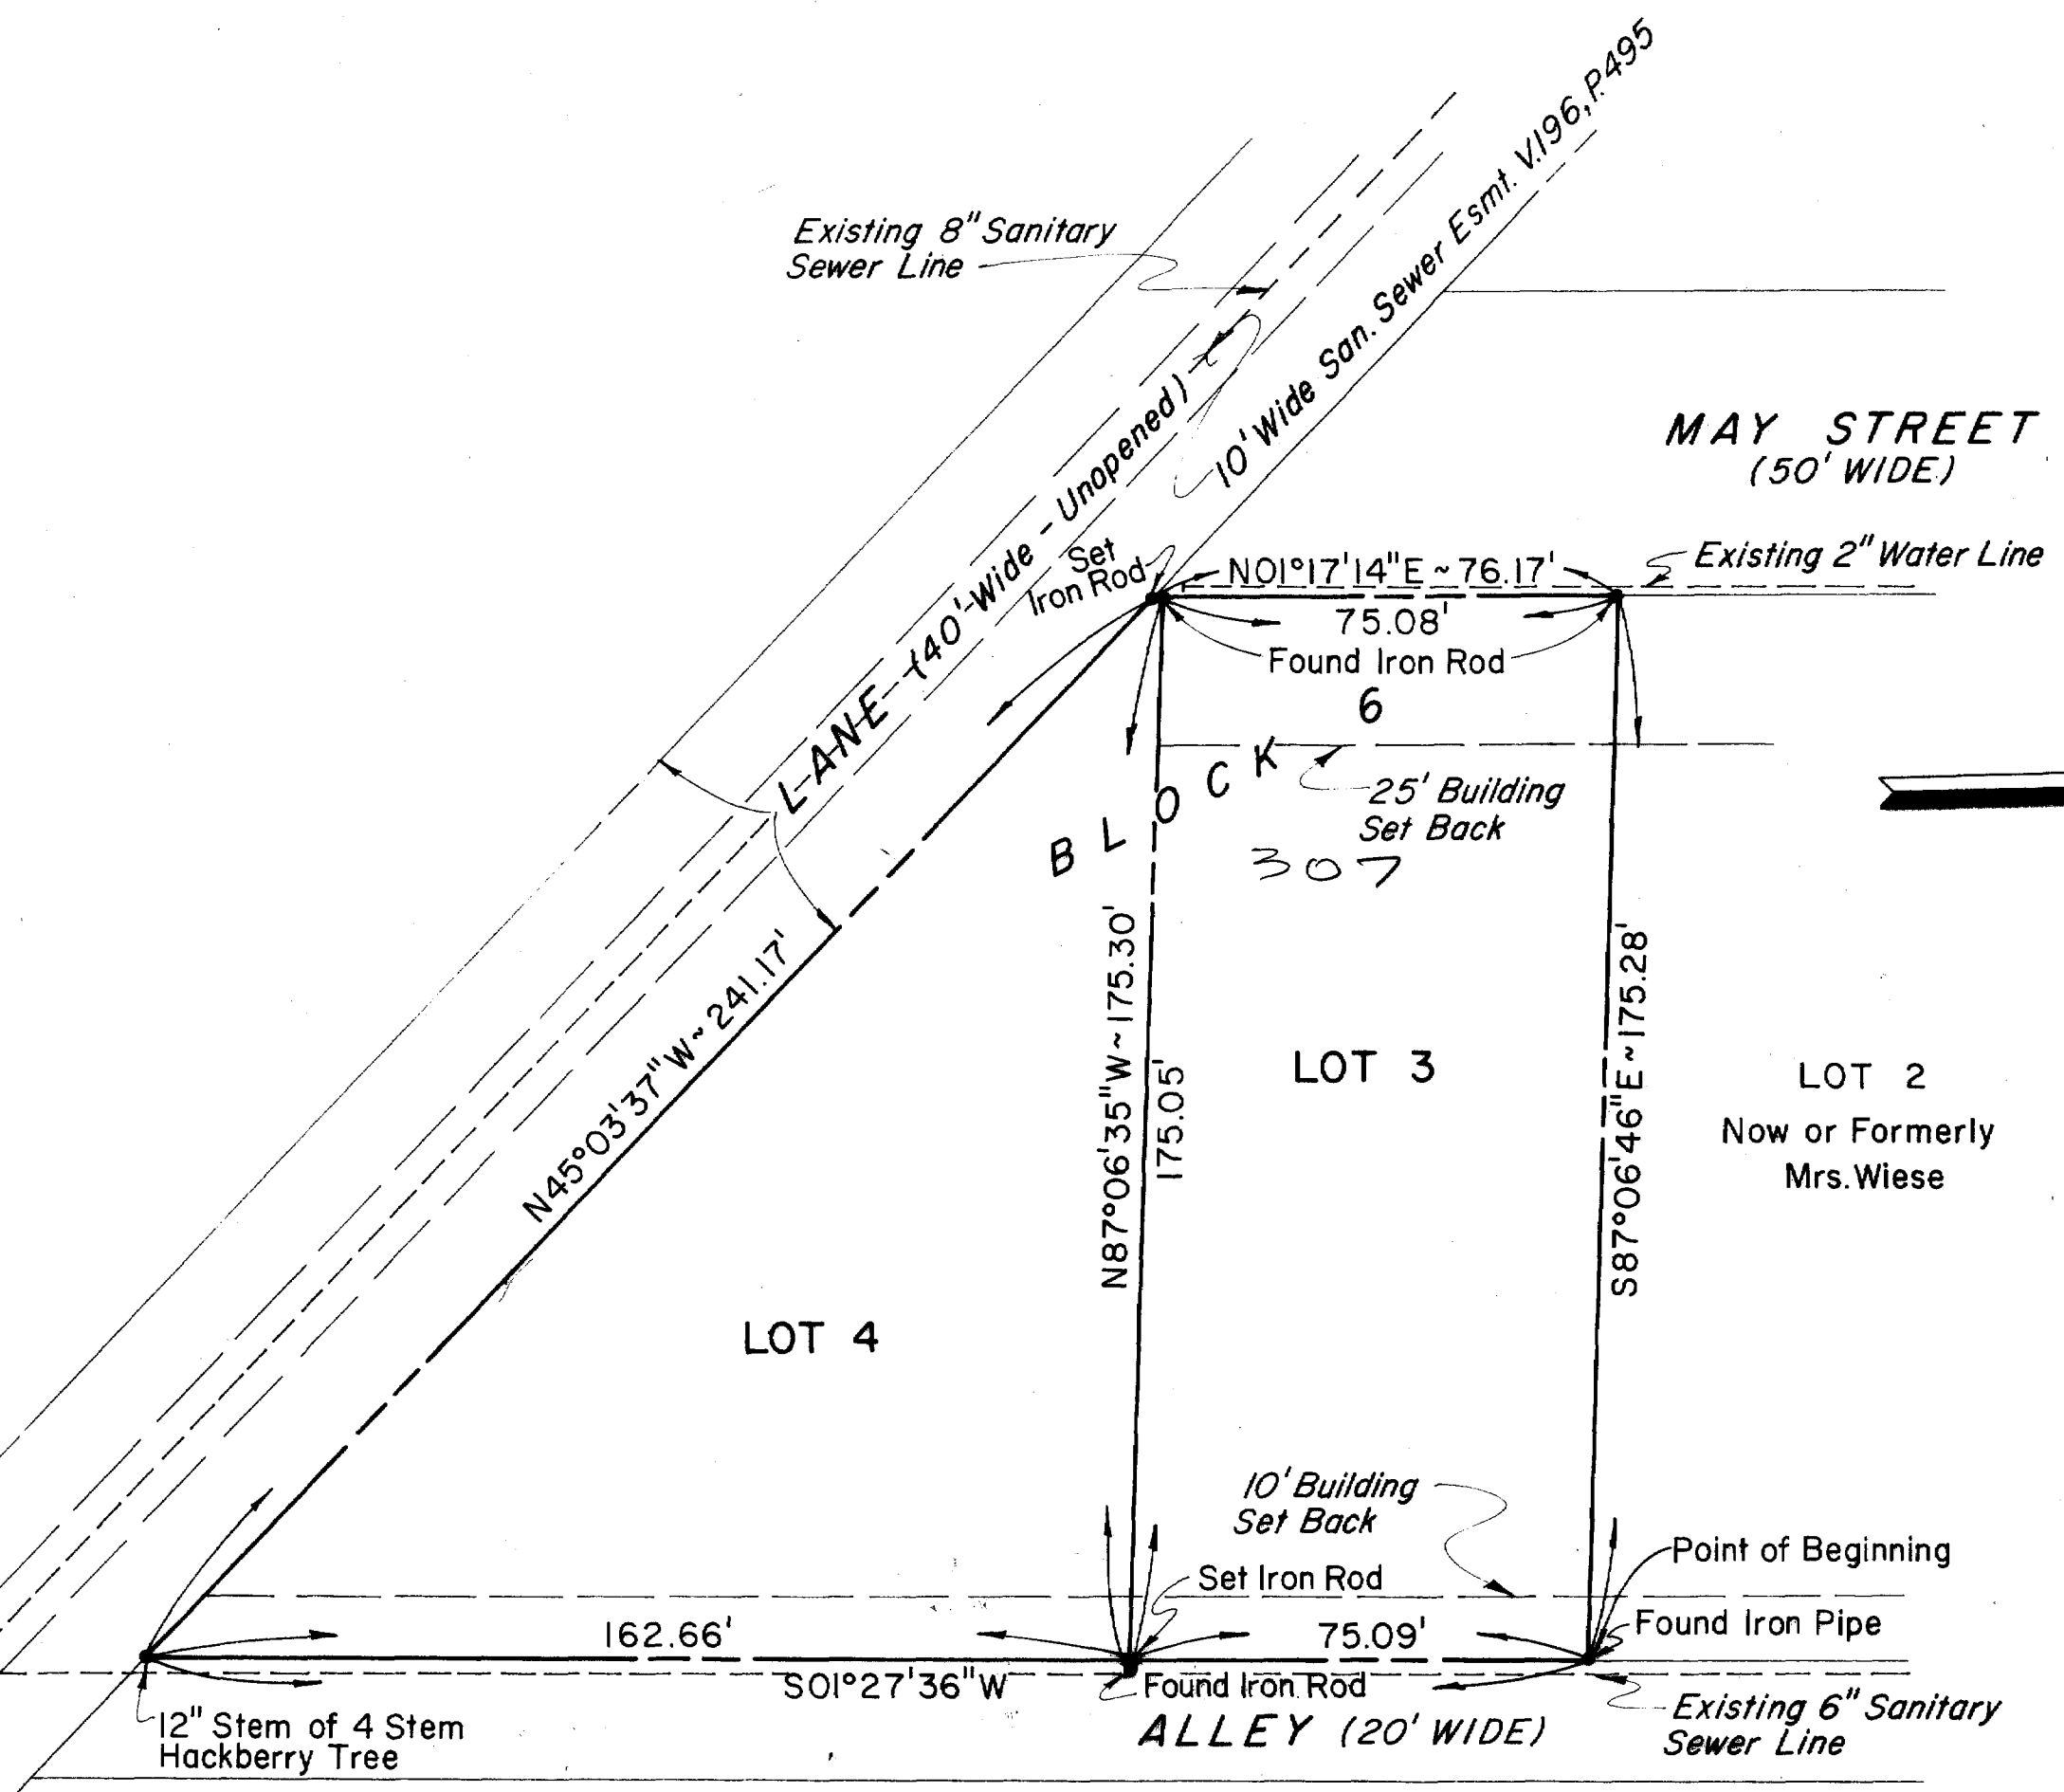 10' Wide San. Sewer Esmt. V.196, P.495
Existing 8" Sanitary
Sewer Line
MAY STREET
(50' WIDE)
LANE (40' Wide - Unopened)
Set
Iron Rod
N01°17'14"E ~ 76.17'
Existing 2" Water Line
75.08'
Found Iron Rod
6
BLOCK
25' Building
Set Back
307
N45°03'37"W ~ 241.17'
N87°06'35"W ~ 175.30'
175.05'
S87°06'46"E ~ 175.28'
LOT 3
LOT 2
Now or Formerly
Mrs. Wiese
LOT 4
10' Building
Set Back
Point of Beginning
Set Iron Rod
162.66'
75.09'
Found Iron Pipe
S01°27'36"W
Found Iron Rod
12" Stem of 4 Stem
Hackberry Tree
ALLEY (20' WIDE)
Existing 6" Sanitary
Sewer Line